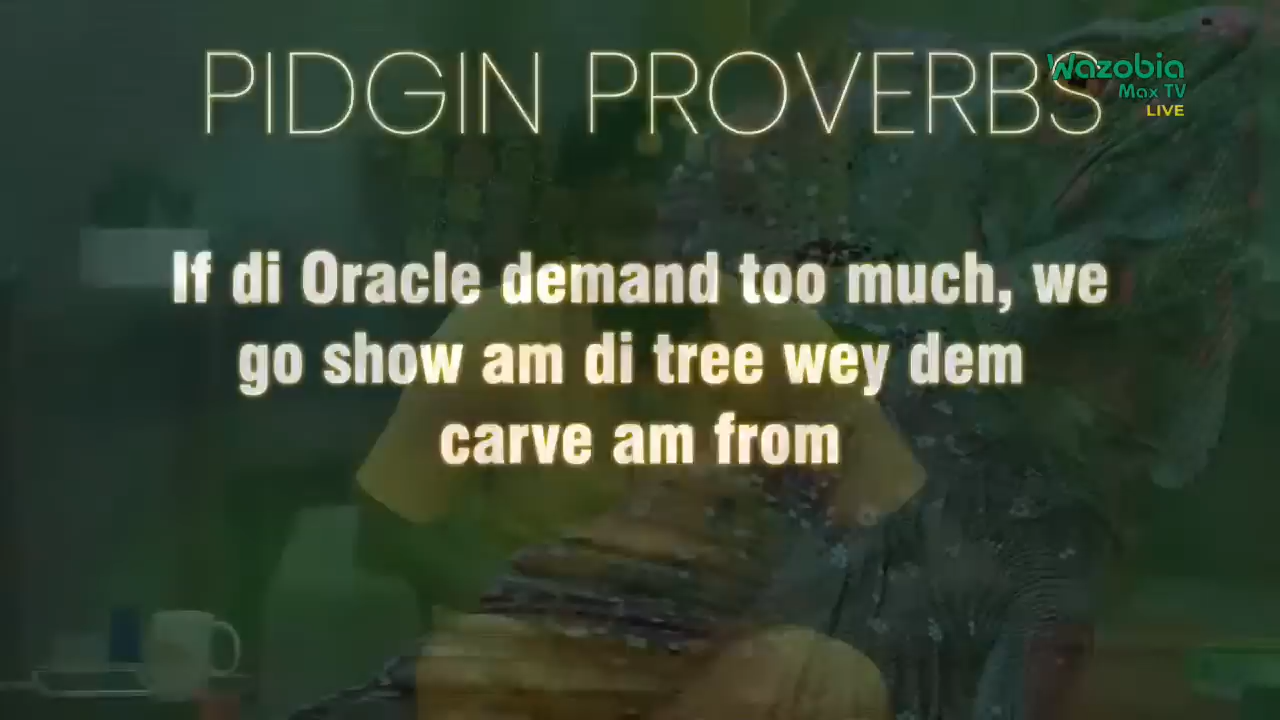 PIDGIN PROVERBS
Wazobia
Max TV
LIVE
If di Oracle demand too much, we
go show am di tree wey dem
carve am from